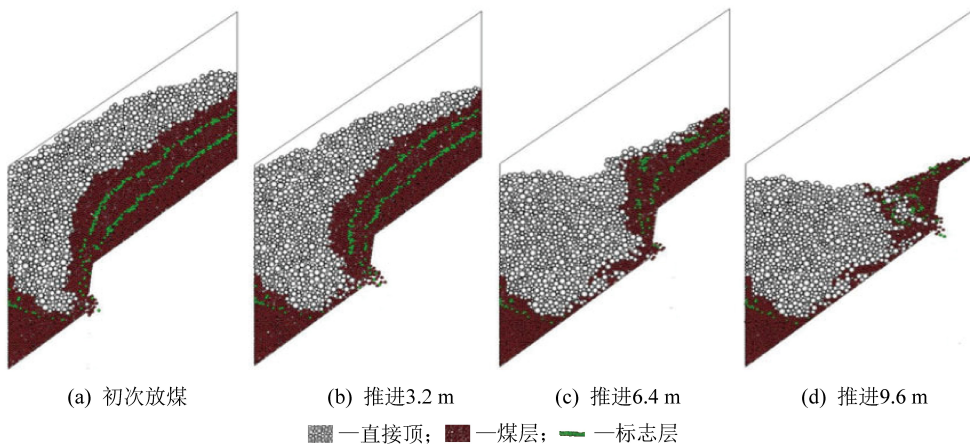 (a) 初次放煤
(b) 推进3.2 m
(c) 推进6.4 m
(d) 推进9.6 m
—直接顶； —煤层； —标志层